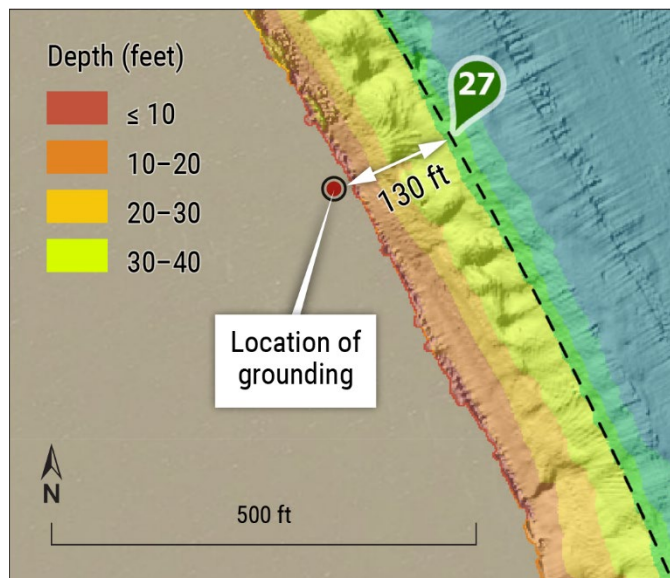 Depth (feet)
≤ 10
10–20
20–30
30–40
27
130 ft
Location of
grounding
N
500 ft